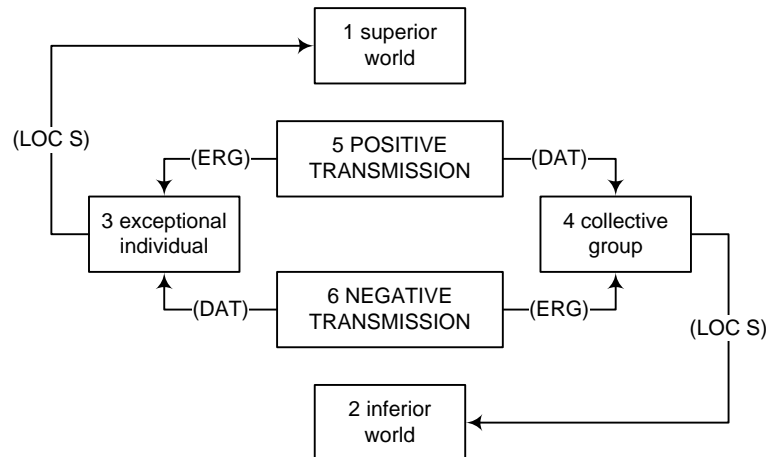 1 superior
world
(LOC S)
5 POSITIVE
TRANSMISSION
(ERG)
(DAT)
3 exceptional
individual
4 collective
group
6 NEGATIVE
TRANSMISSION
(DAT)
(ERG)
(LOC S)
2 inferior
world